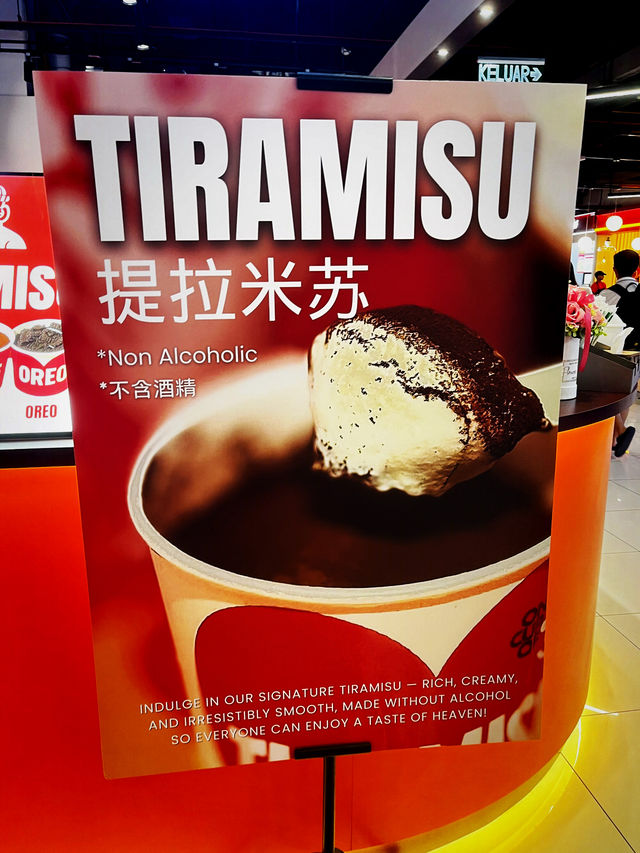 KELUAR→
TIRAMISU
提拉米苏
*Non Alcoholic
*不含酒精
OREO
OREO
INDULGE IN OUR SIGNATURE TIRAMISU — RICH, CREAMY,
AND IRRESISTIBLY SMOOTH, MADE WITHOUT ALCOHOL
SO EVERYONE CAN ENJOY A TASTE OF HEAVEN!